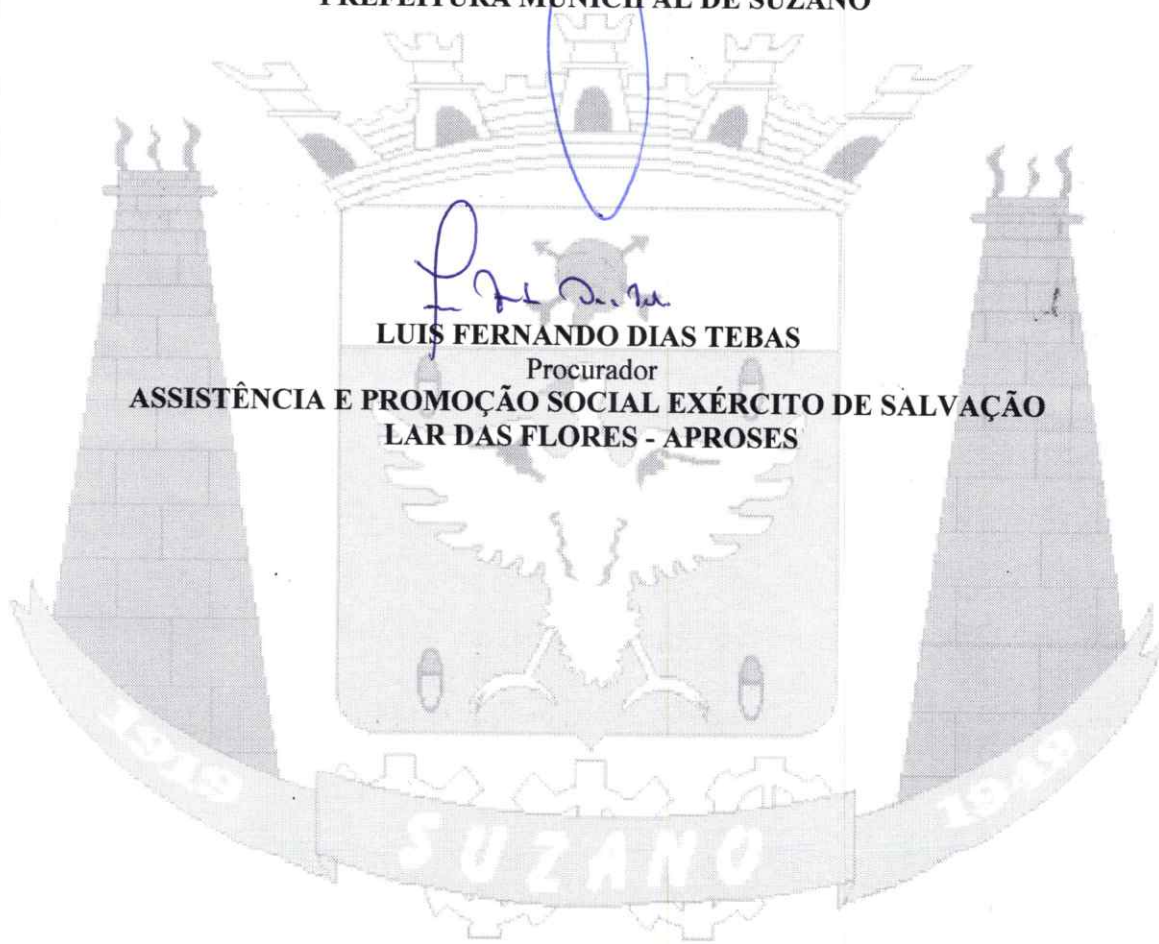 PREFEITURA MUNICIPAL DE SUZANO
LUIS FERNANDO DIAS TEBAS
Procurador
ASSISTÊNCIA E PROMOÇÃO SOCIAL EXÉRCITO DE SALVAÇÃO
LAR DAS FLORES - APROSES
1919
SUZANO
1949